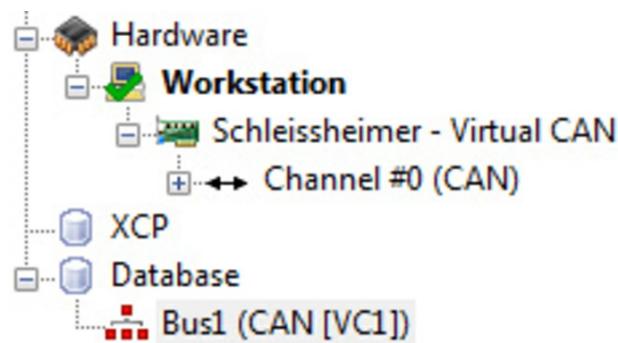 Hardware
Workstation
Schleissheimer - Virtual CAN
Channel #0 (CAN)
XCP
Database
Bus1 (CAN [VC1])